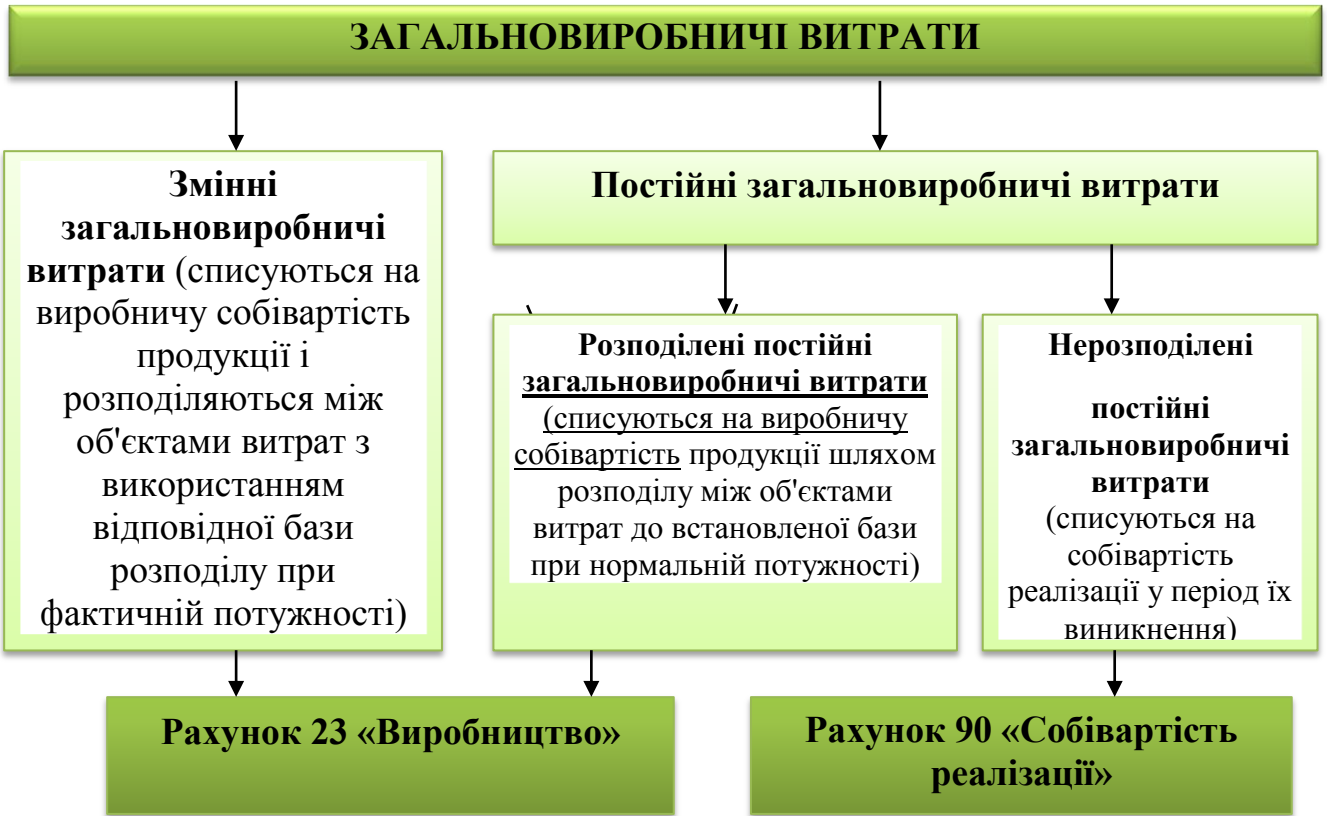 ЗАГАЛЬНОВИРОБНИЧІ ВИТРАТИ
Змінні
загальновиробничі
витрати (списуються на
виробничу собівартість
продукції і
розподіляються між
об'єктами витрат з
використанням
відповідної бази
розподілу при
фактичній потужності)
Постійні загальновиробничі витрати
Розподілені постійні
загальновиробничі витрати
(списуються на виробничу
собівартість продукції шляхом
розподілу між об'єктами
витрат до встановленої бази
при нормальній потужності)
Нерозподілені
постійні
загальновиробничі
витрати
(списуються на
собівартість
реалізації у період їх
виникнення)
Рахунок 23 «Виробництво»
Рахунок 90 «Собівартість
реалізації»